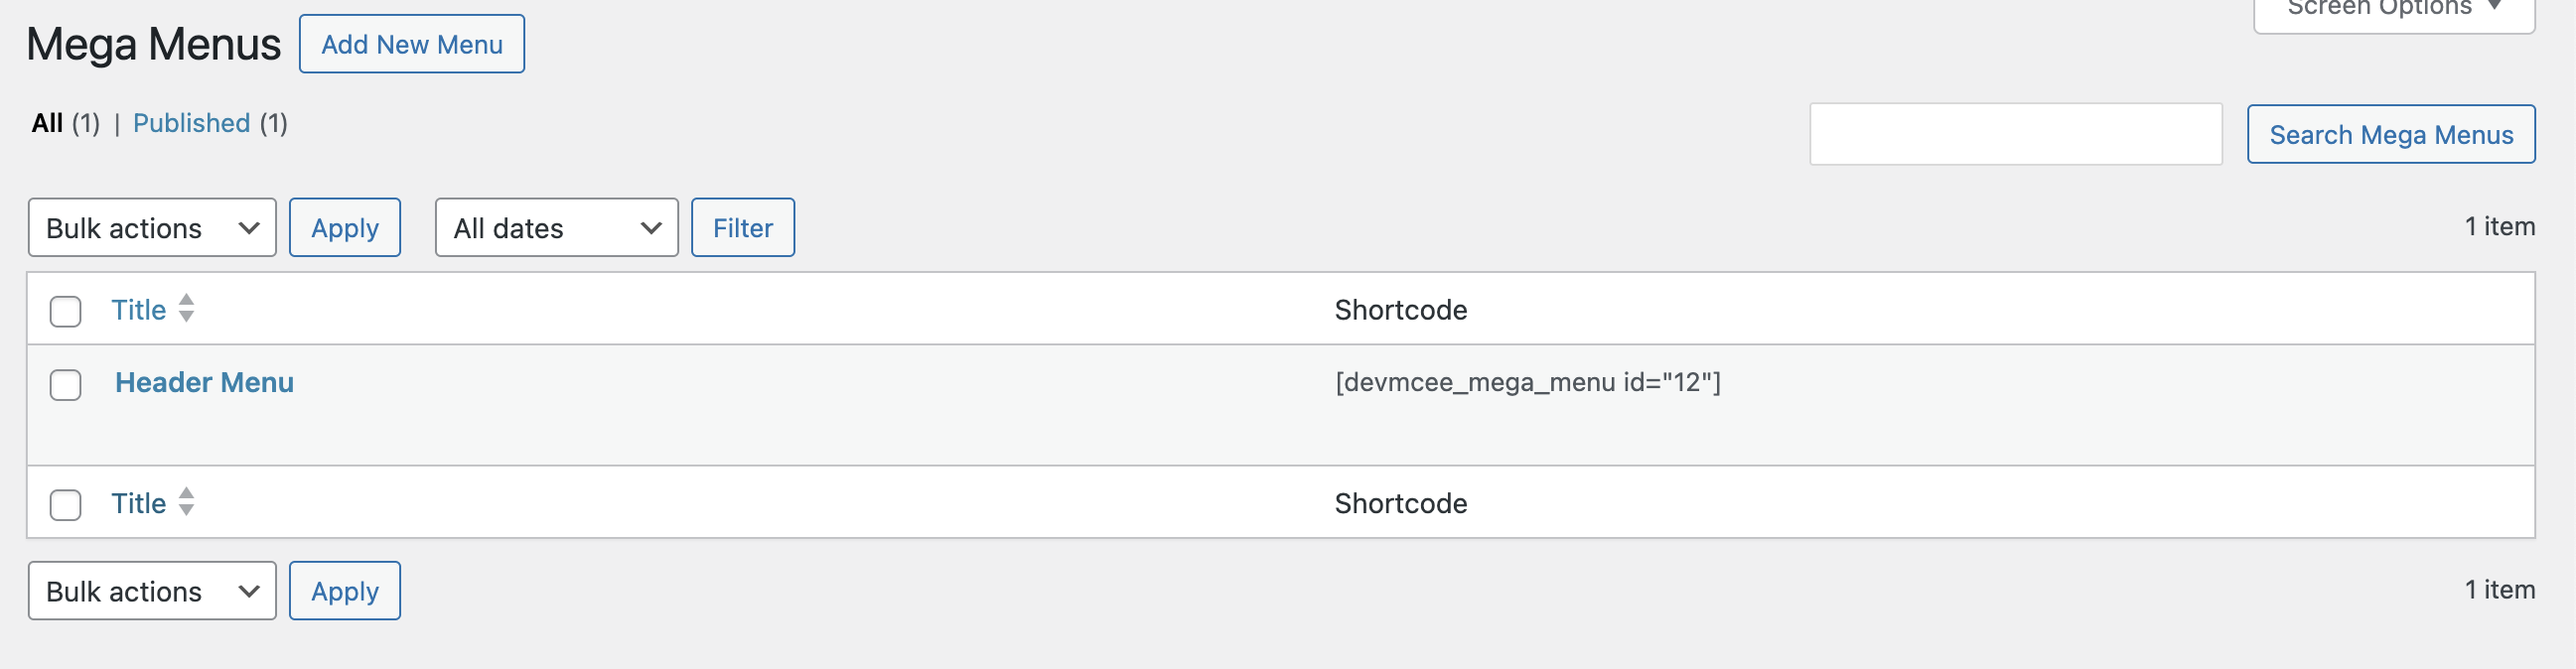 Screen Options
Mega Menus Add New Menu
All (1) | Published (1)
Search Mega Menus
Bulk actions Apply All dates Filter 1 item
Title Shortcode
Header Menu [devmcee_mega_menu id="12"]
Title Shortcode
Bulk actions Apply 1 item